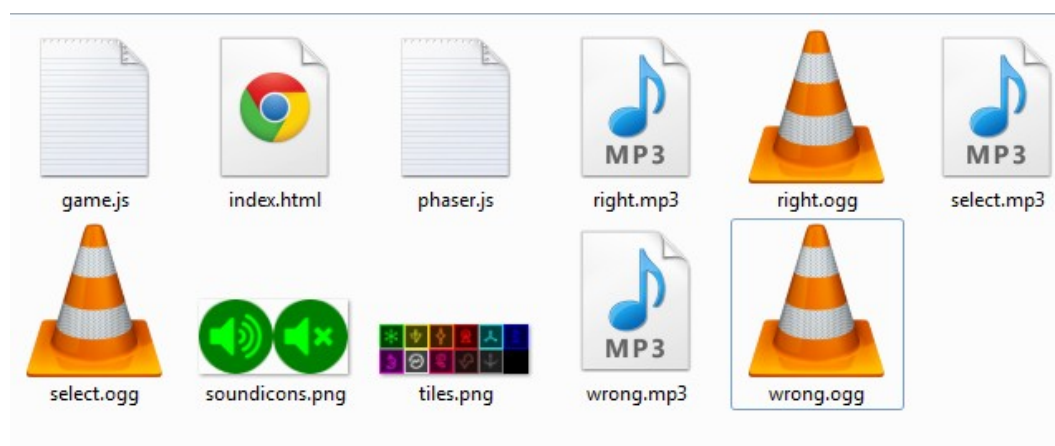 MP3
MP3
game.js
index.html
phaser.js
right.mp3
right.ogg
select.mp3
MP3
select.ogg
soundicons.png
tiles.png
wrong.mp3
wrong.ogg